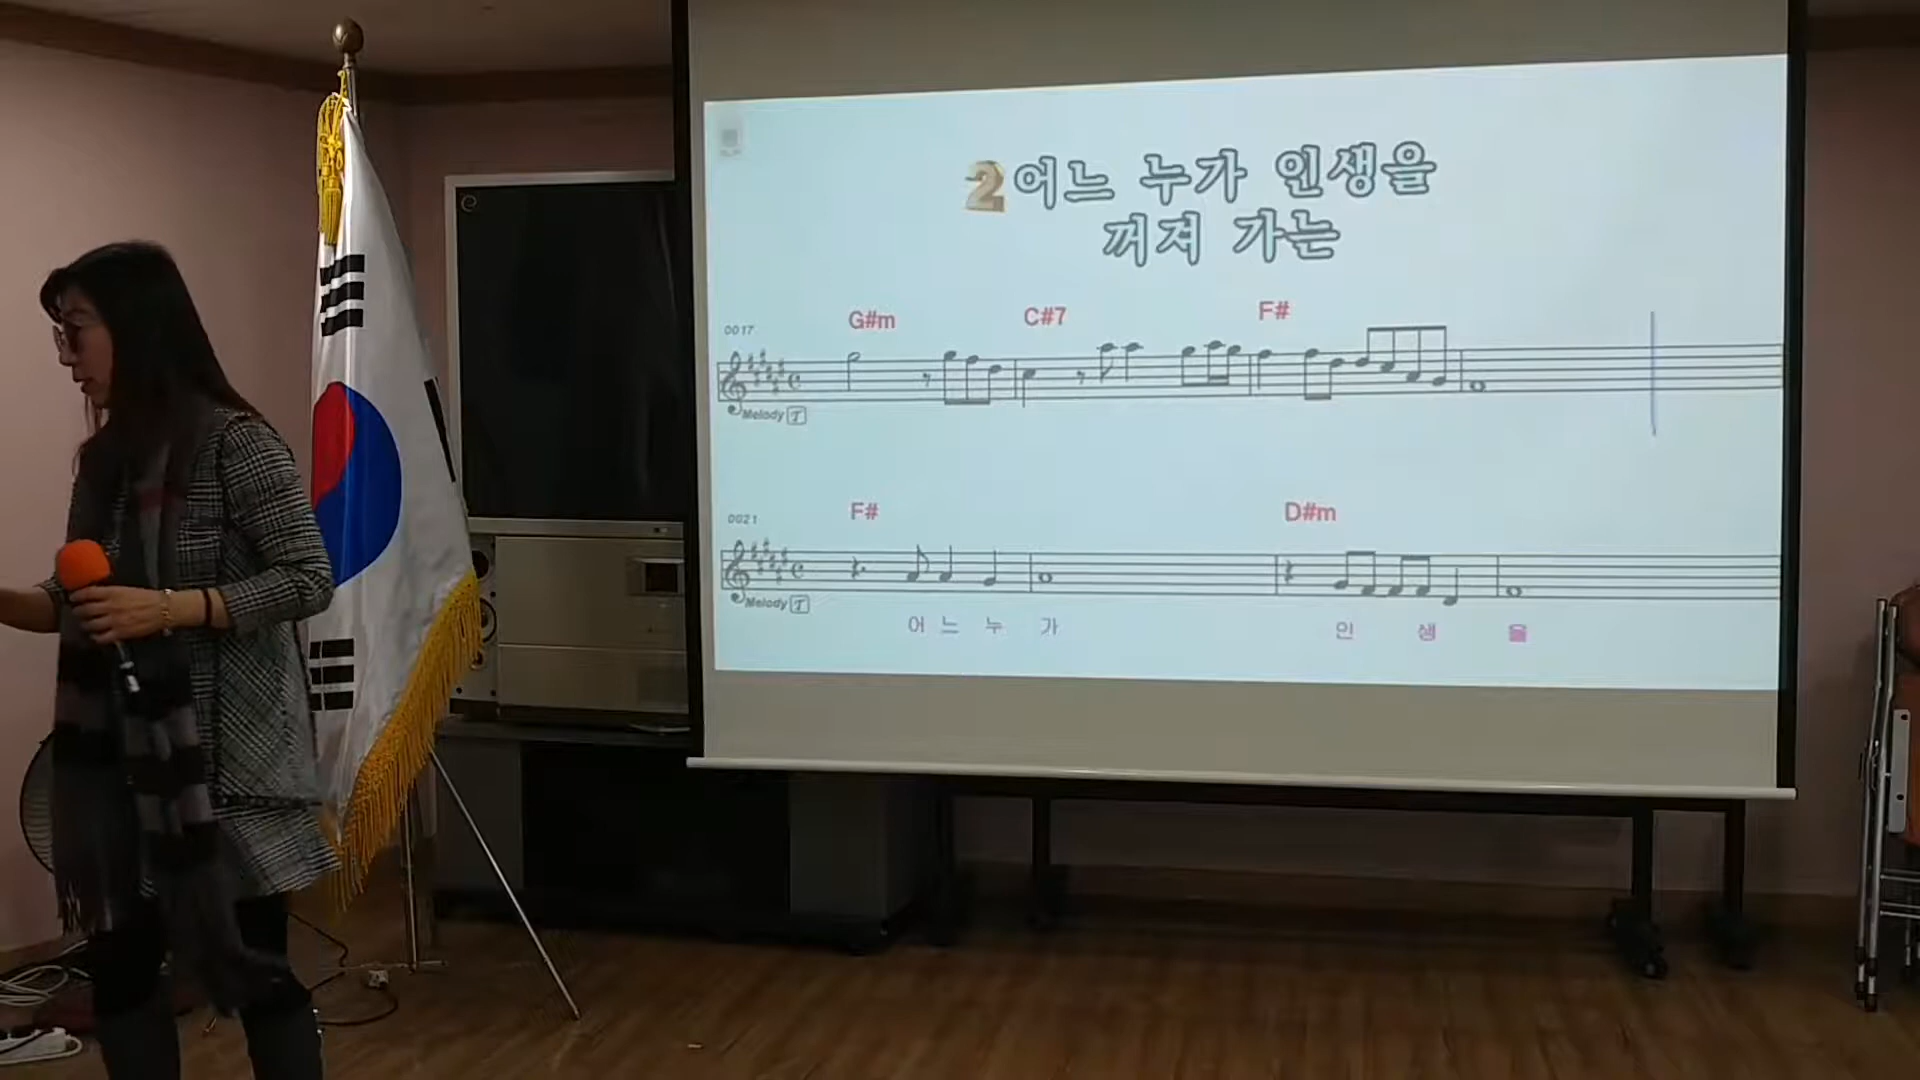 2 어느 누가 인생을
꺼져 가는
0017
G#m C#7 F#
Melody T
0021
F# D#m
Melody T
어 느 누 가 인 생 을